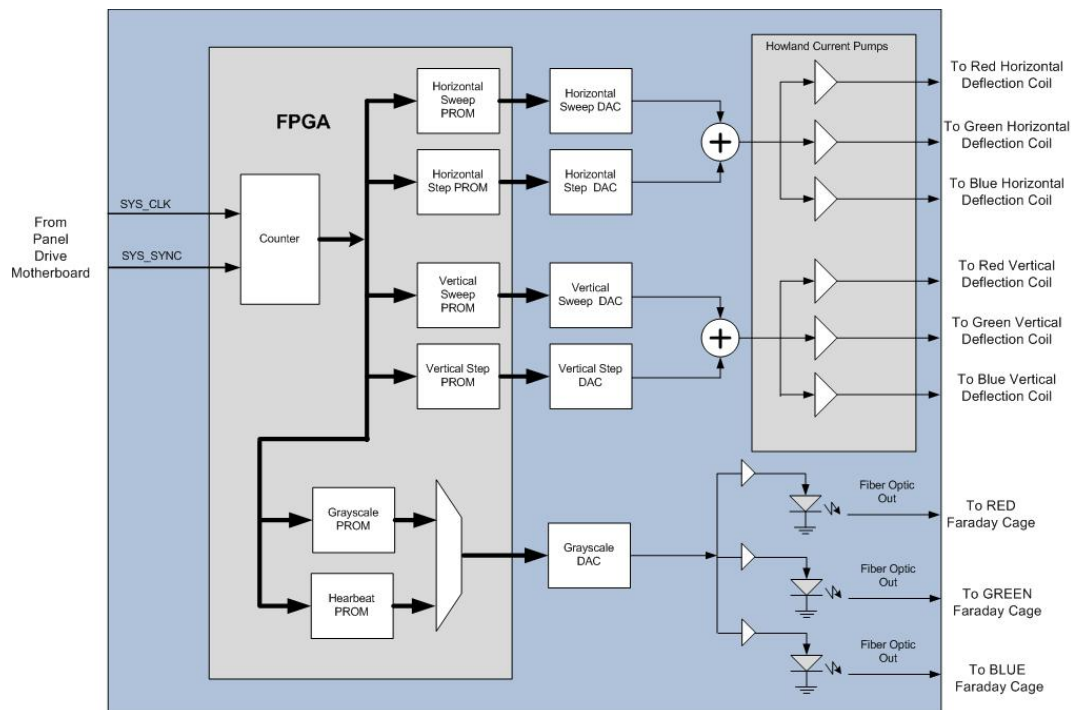 Howland Current Pumps
To Red Horizontal
Deflection Coil
To Green Horizontal
Deflection Coil
To Blue Horizontal
Deflection Coil
FPGA
Horizontal
Sweep
PROM
Horizontal
Sweep DAC
Horizontal
Step PROM
Horizontal
Step DAC
SYS_CLK
From
Panel
Drive
Motherboard
SYS_SYNC
Counter
Vertical
Sweep
PROM
Vertical
Sweep DAC
To Red Vertical
Deflection Coil
To Green Vertical
Deflection Coil
To Blue Vertical
Deflection Coil
Vertical Step
PROM
Vertical Step
DAC
Grayscale
PROM
Hearbeat
PROM
Grayscale
DAC
Fiber Optic
Out
To RED
Faraday Cage
Fiber Optic
Out
To GREEN
Faraday Cage
Fiber Optic
Out
To BLUE
Faraday Cage